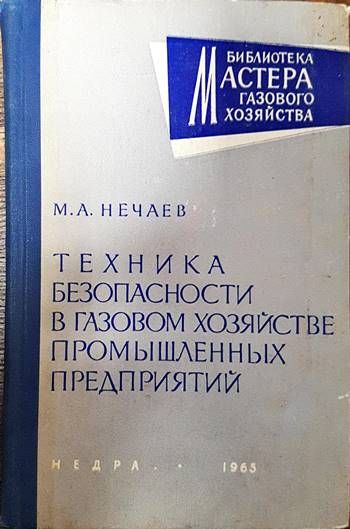 БИБЛИОТЕКА
МАСТЕРА
ГАЗОВОГО
ХОЗЯЙСТВА
М.А. НЕЧАЕВ
ТЕХНИКА
БЕЗОПАСНОСТИ
В ГАЗОВОМ ХОЗЯЙСТВЕ
ПРОМЫШЛЕННЫХ
ПРЕДПРИЯТИЙ
НЕДРА · 1965